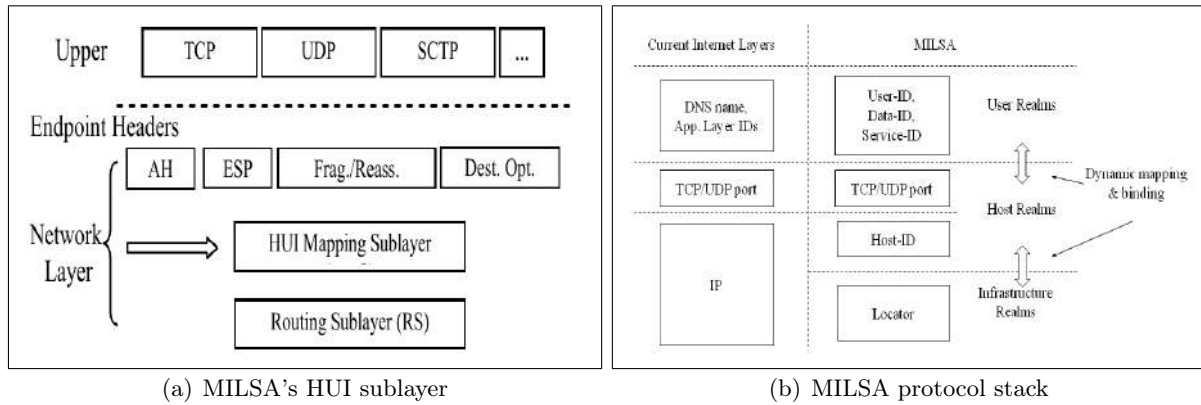 Upper
TCP
UDP
SCTP
...
Endpoint Headers
AH
ESP
Frag./Reass.
Dest. Opt.
Network
Layer
HUI Mapping Sublayer
Routing Sublayer (RS)
(a) MILSA's HUI sublayer
Current Internet Layers
MILSA
DNS name,
App. Layer IDs
User-ID,
Data-ID,
Service-ID
User Realms
TCP/UDP port
TCP/UDP port
Dynamic mapping
& binding
Host Realms
IP
Host-ID
Infrastructure
Realms
Locator
(b) MILSA protocol stack